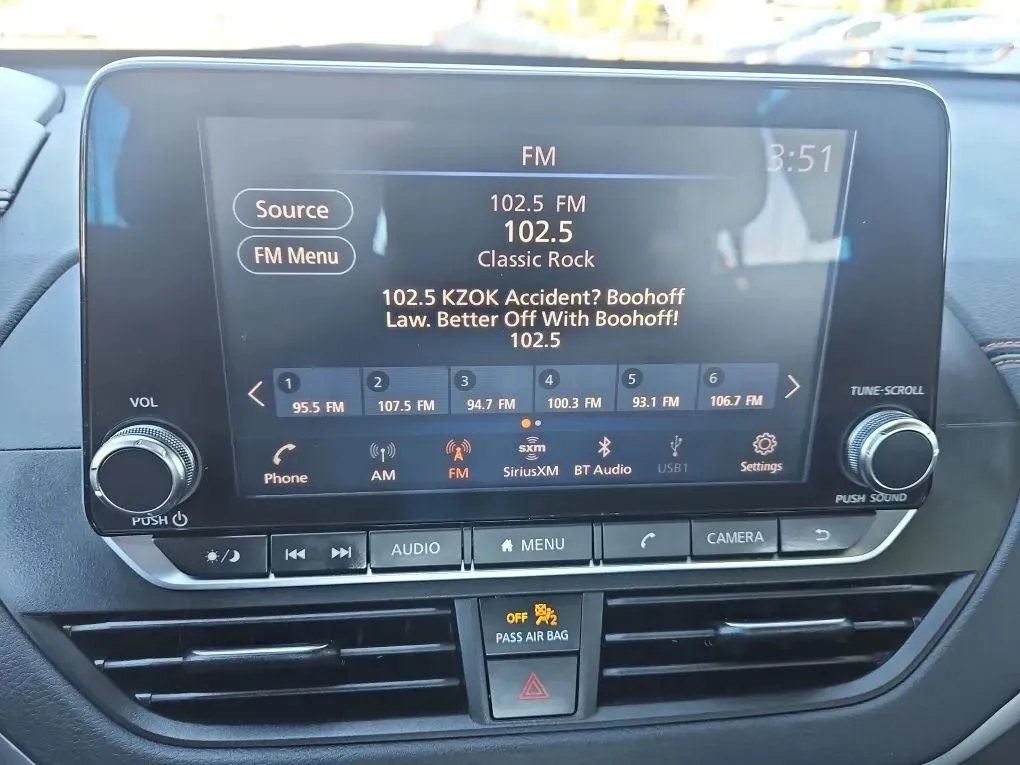 FM
3:51
Source
FM Menu
102.5 FM
102.5
Classic Rock
102.5 KZOK Accident? Boohoff
Law. Better Off With Boohoff!
102.5
1 2 3 4 5 6
95.5 FM 107.5 FM 94.7 FM 100.3 FM 93.1 FM 106.7 FM
Phone AM FM SiriusXM BT Audio USB1 Settings
sxm
VOL
PUSH
TUNE·SCROLL
PUSH SOUND
AUDIO MENU CAMERA
OFF 2
PASS AIR BAG